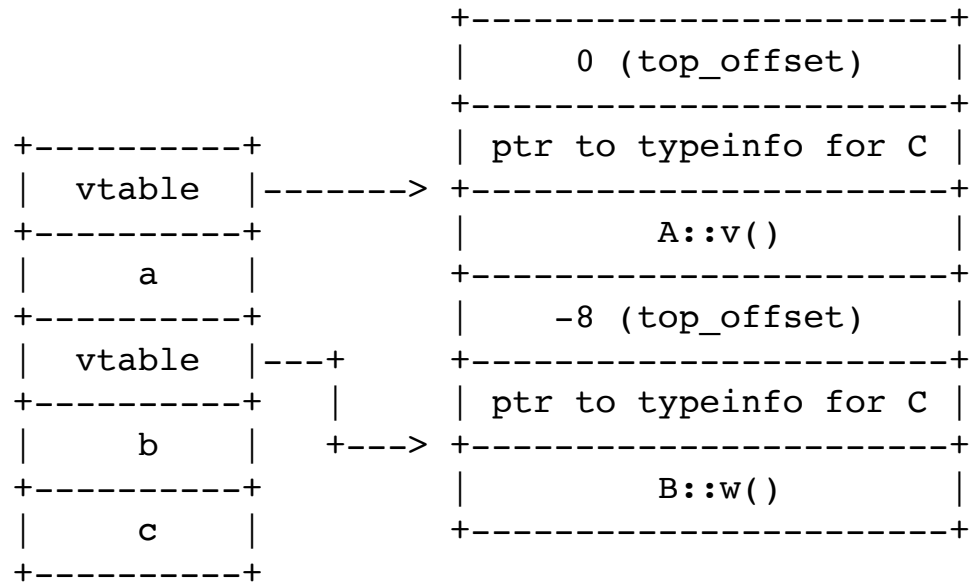 +-----------------------+
                        |     0 (top_offset)    |
                        +-----------------------+
+----------+            | ptr to typeinfo for C |
|  vtable  |-------> +-----------------------+
+----------+            |         A::v()        |
|     a    |            +-----------------------+
+----------+            |    -8 (top_offset)    |
|  vtable  |---+        +-----------------------+
+----------+   |        | ptr to typeinfo for C |
|     b    |   +---> +-----------------------+
+----------+            |         B::w()        |
|     c    |            +-----------------------+
+----------+